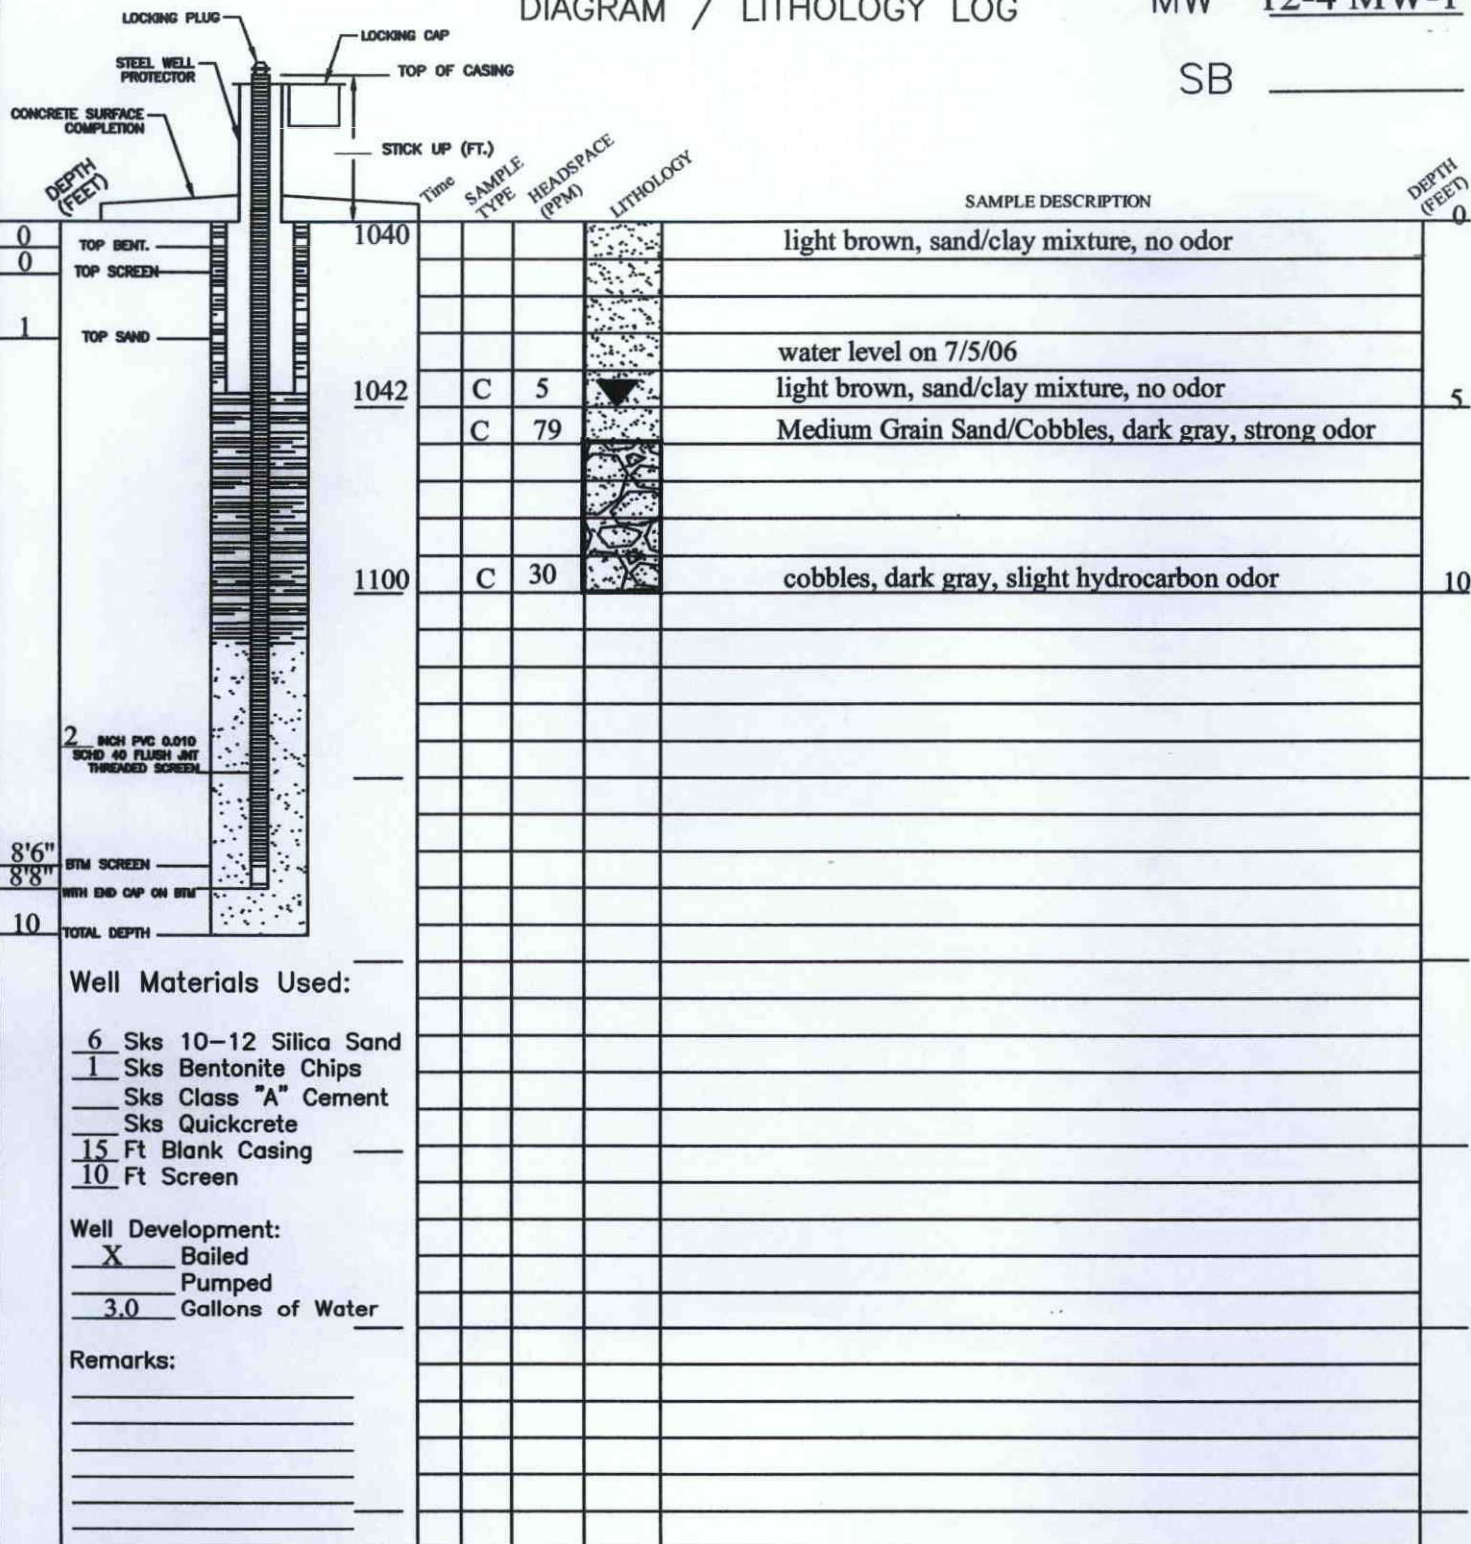 DIAGRAM / LITHOLOGY LOG
MW 12-4 MW-1
SB
LOCKING PLUG
LOCKING CAP
STEEL WELL
PROTECTOR
TOP OF CASING
CONCRETE SURFACE
COMPLETION
STICK UP (FT.)
DEPTH
(FEET)
Time
SAMPLE
TYPE
HEADSPACE
(PPM)
LITHOLOGY
SAMPLE DESCRIPTION
DEPTH
(FEET)
0
0 TOP BENT.
1040 light brown, sand/clay mixture, no odor
0 TOP SCREEN
1 TOP SAND
water level on 7/5/06
1042 C 5 light brown, sand/clay mixture, no odor 5
C 79 Medium Grain Sand/Cobbles, dark gray, strong odor
1100 C 30 cobbles, dark gray, slight hydrocarbon odor 10
2 INCH PVC 0.010
SCHD 40 FLUSH JNT
THREADED SCREEN
8'6" BTM SCREEN
8'8" WITH END CAP ON BTM
10 TOTAL DEPTH
Well Materials Used:
6 Sks 10-12 Silica Sand
1 Sks Bentonite Chips
Sks Class "A" Cement
Sks Quickcrete
15 Ft Blank Casing
10 Ft Screen
Well Development:
X Bailed
Pumped
3.0 Gallons of Water
Remarks: